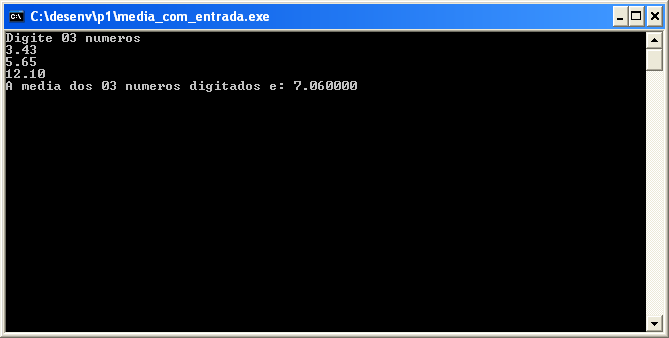 C:\desenv\p1\media_com_entrada.exe
Digite 03 numeros
3.43
5.65
12.10
A media dos 03 numeros digitados e: 7.060000